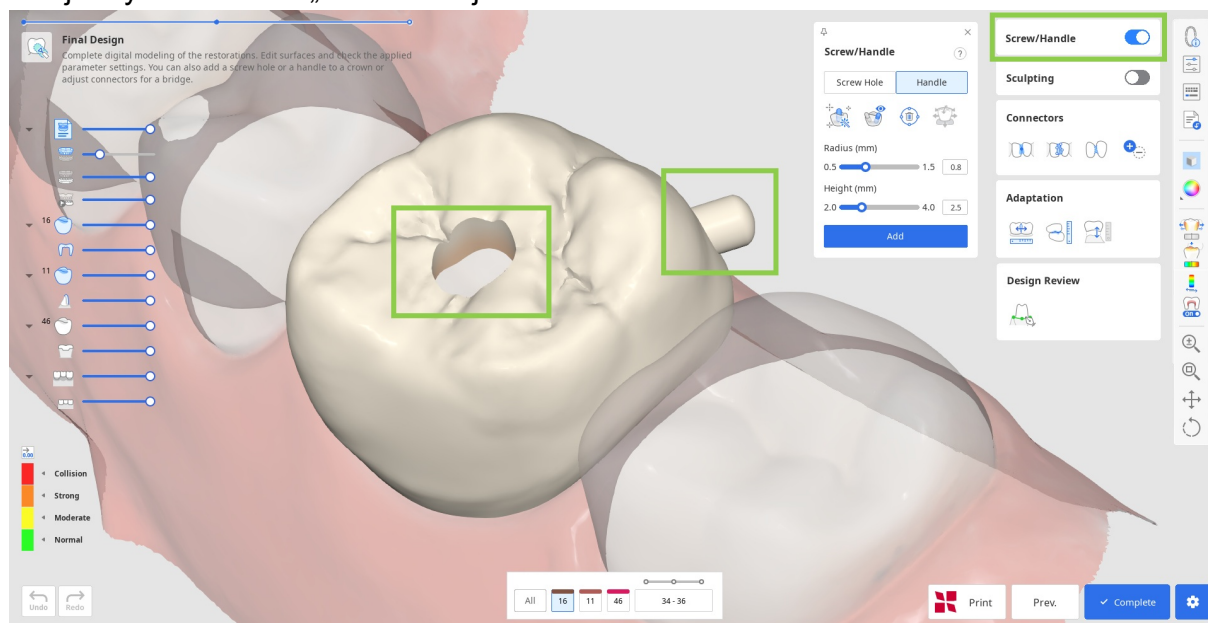 Final Design
Complete digital modeling of the restorations. Edit surfaces and check the applied
parameter settings. You can also add a screw hole or a handle to a crown or
adjust connectors for a bridge.
16
11
46
0.00
Collision
Strong
Moderate
Normal
Undo
Redo
All
16
11
46
34 - 36
Screw/Handle
?
Screw Hole
Handle
Radius (mm)
0.5
1.5
0.8
Height (mm)
2.0
4.0
2.5
Add
Screw/Handle
Sculpting
Connectors
Adaptation
Design Review
ON
Print
Prev.
Complete